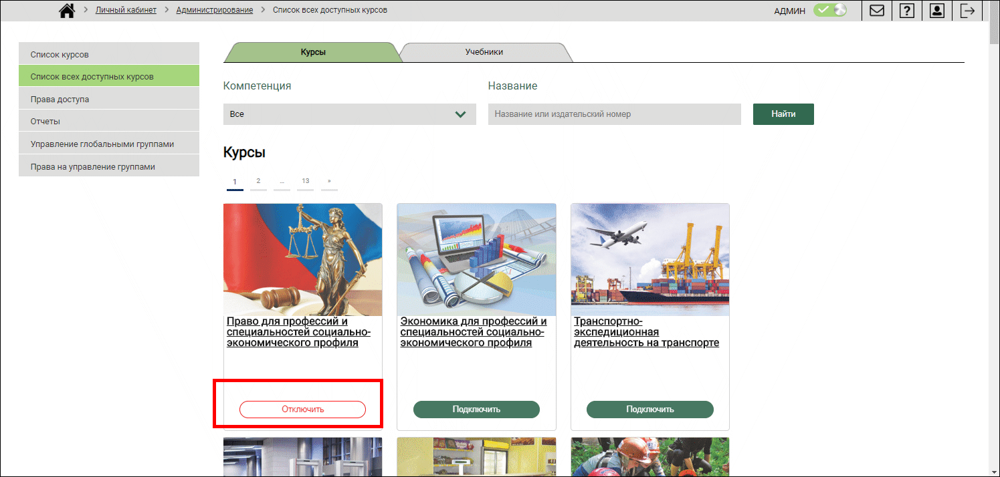 Личный кабинет > Администрирование > Список всех доступных курсов
АДМИН
Список курсов
Список всех доступных курсов
Права доступа
Отчеты
Управление глобальными группами
Права на управление группами
Курсы
Учебники
Компетенция
Название
Все
Название или издательский номер
Найти
Курсы
1 2 ... 13 »
Право для профессий и
специальностей социально-
экономического профиля
Отключить
Экономика для профессий и
специальностей социально-
экономического профиля
Подключить
Транспортно-
экспедиционная
деятельность на транспорте
Подключить